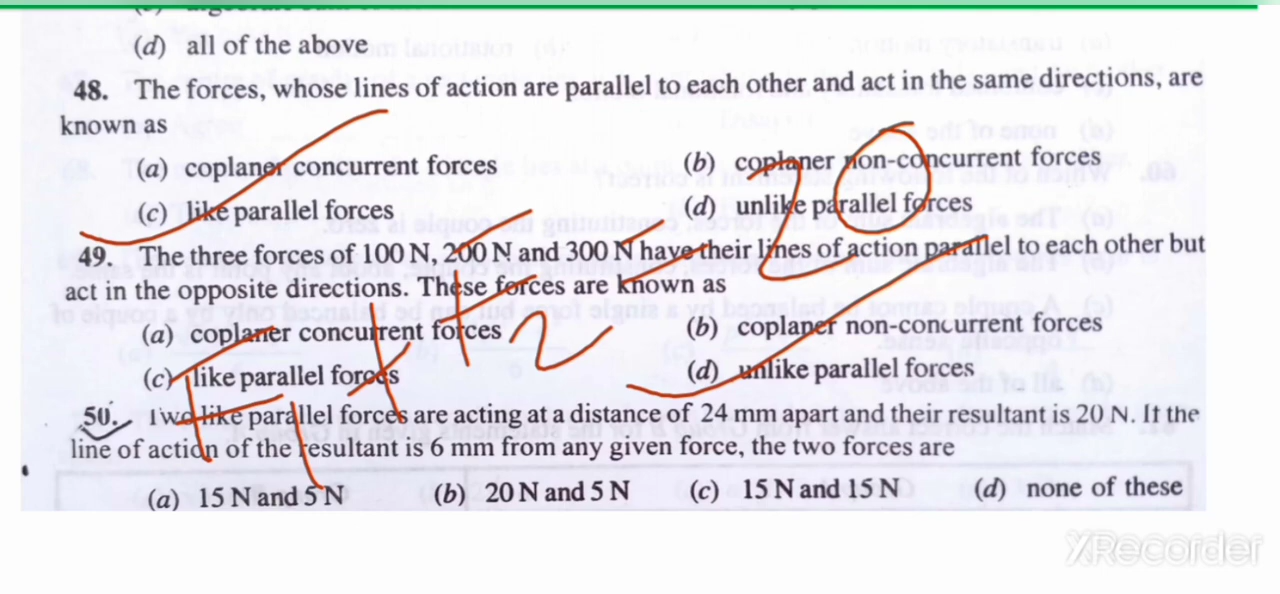 (d) all of the above
48. The forces, whose lines of action are parallel to each other and act in the same directions, are
known as
(a) coplaner concurrent forces (b) coplaner non-concurrent forces
(c) like parallel forces (d) unlike parallel forces
49. The three forces of 100 N, 200 N and 300 N have their lines of action parallel to each other but
act in the opposite directions. These forces are known as
(a) coplaner concurrent forces (b) coplaner non-concurrent forces
(c) like parallel forces (d) unlike parallel forces
F1 + F2 = 20
50. Two like parallel forces are acting at a distance of 24 mm apart and their resultant is 20 N. If the
line of action of the resultant is 6 mm from any given force, the two forces are
(a) 15 N and 5 N (b) 20 N and 5 N (c) 15 N and 15 N (d) none of these
XRecorder